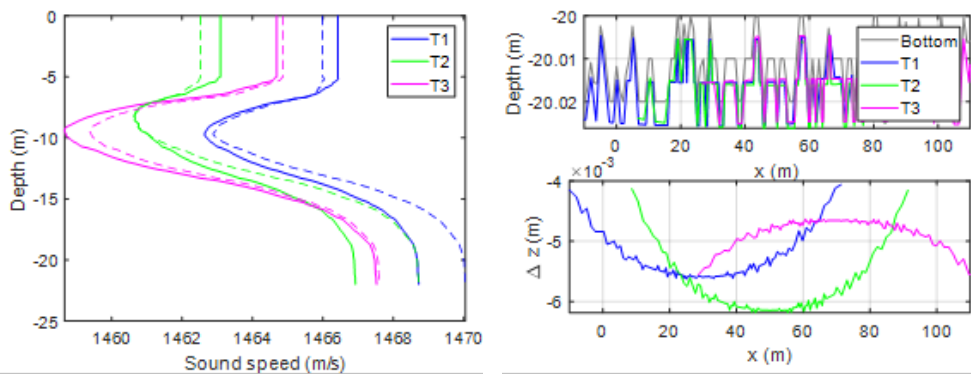 0
-5
-10
-15
-20
-25
Depth (m)
1460 1462 1464 1466 1468 1470
Sound speed (m/s)
T1
T2
T3
-20
-20.01
-20.02
Depth (m)
0 20 40 60 80 100
x (m)
Bottom
T1
T2
T3
×10⁻³
-4
-5
-6
Δ z (m)
0 20 40 60 80 100
x (m)